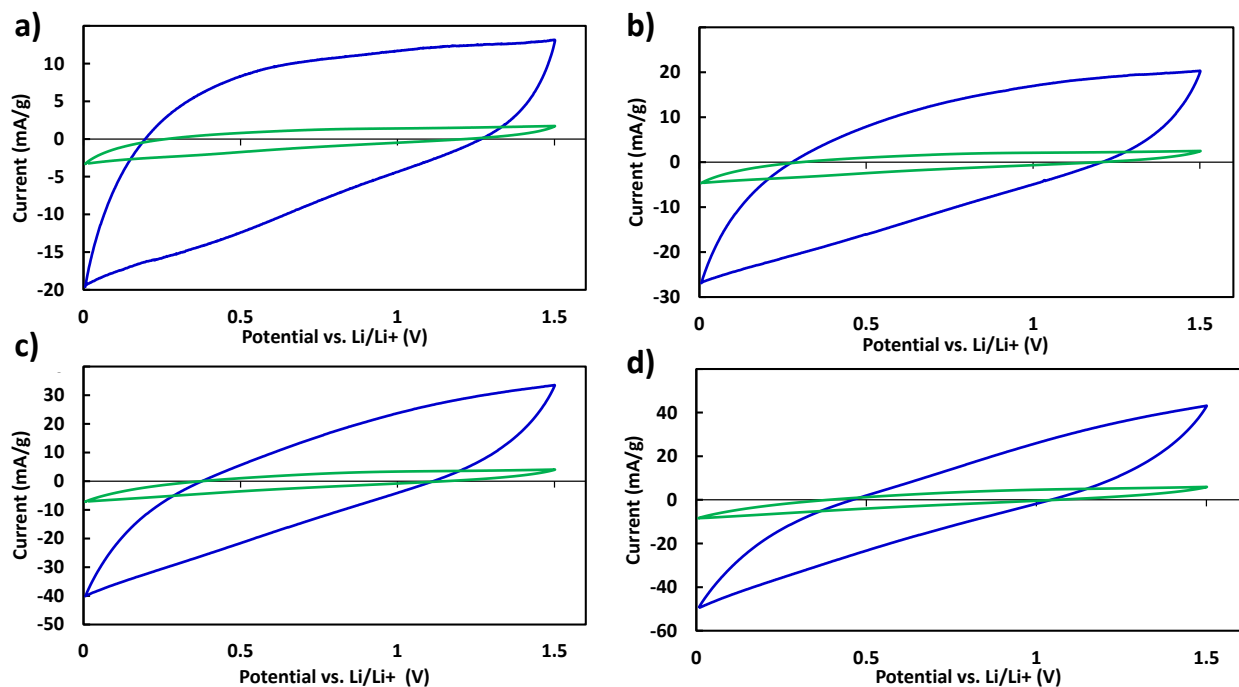 a)
Current (mA/g)
10
5
0
-5
-10
-15
-20
0 0.5 1 1.5
Potential vs. Li/Li+ (V)
b)
Current (mA/g)
20
10
0
-10
-20
-30
0 0.5 1 1.5
Potential vs. Li/Li+ (V)
c)
Current (mA/g)
30
20
10
0
-10
-20
-30
-40
-50
0 0.5 1 1.5
Potential vs. Li/Li+ (V)
d)
Current (mA/g)
40
20
0
-20
-40
-60
0 0.5 1 1.5
Potential vs. Li/Li+ (V)